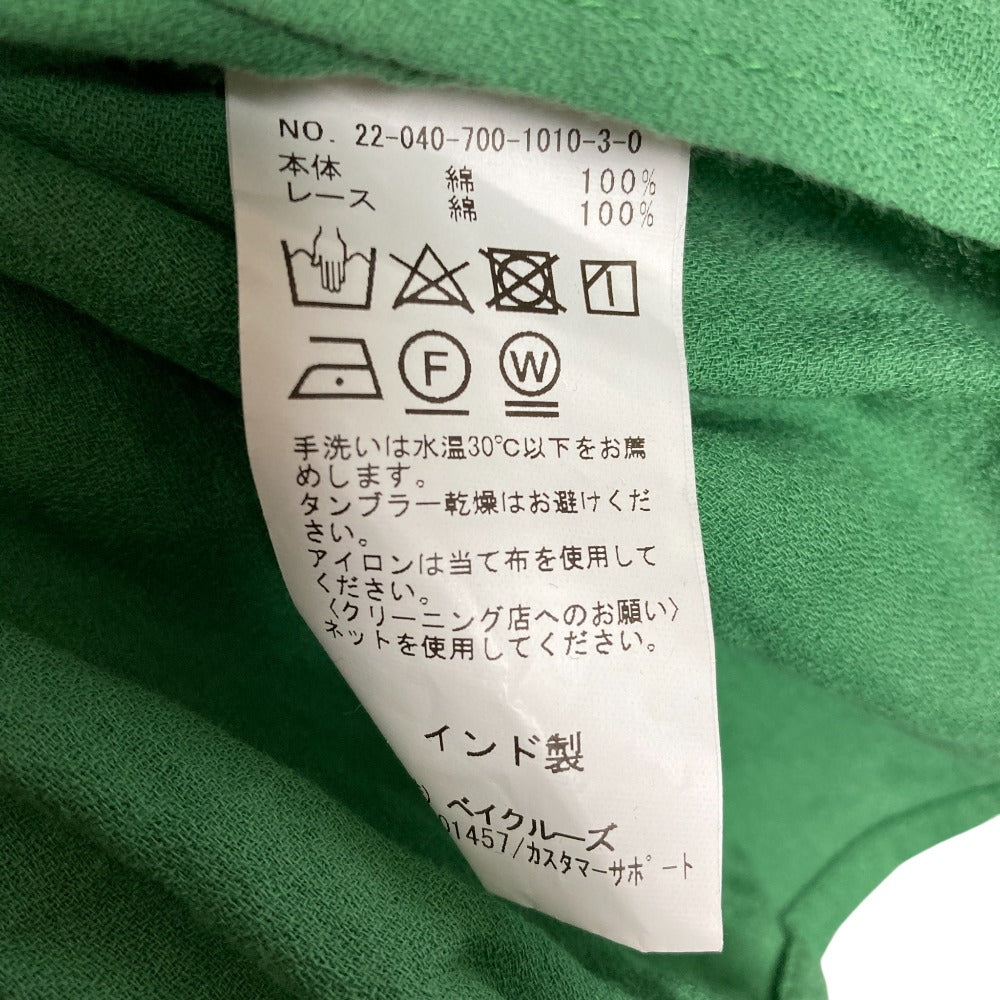 NO. 22-040-700-1010-3-0
本体 綿 100%
レース 綿 100%
F W
手洗いは水温30℃以下をお薦
めします。
タンブラー乾燥はお避けくだ
さい。
アイロンは当て布を使用して
ください。
〈クリーニング店へのお願い〉
ネットを使用してください。
インド製
ベイクルーズ
01457/カスタマーサポート